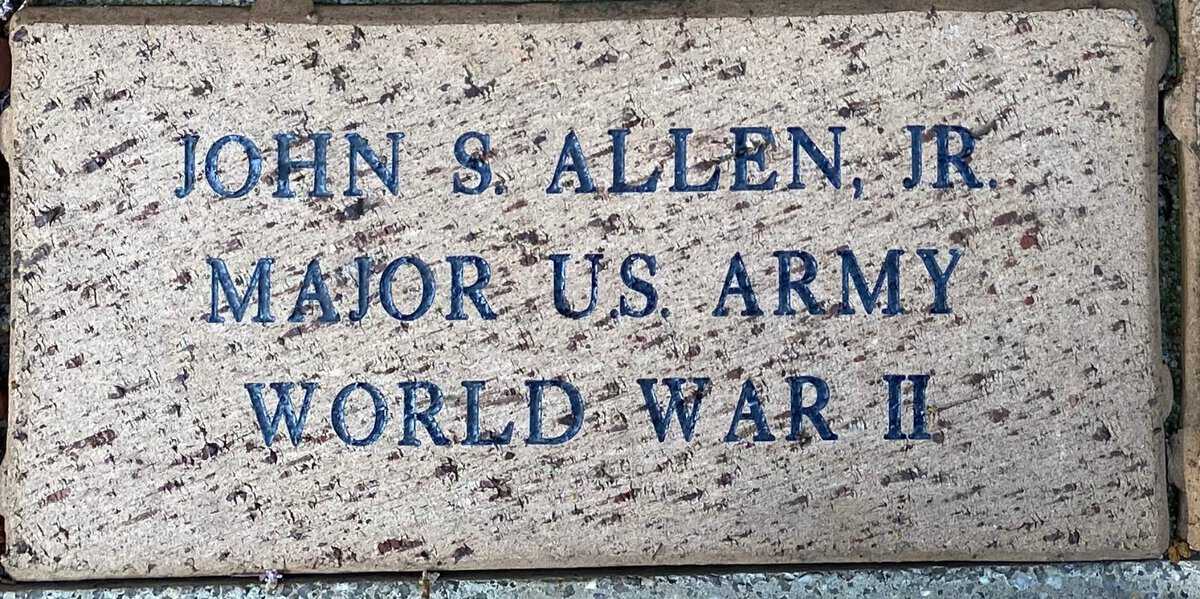 JOHN S. ALLEN, JR.
MAJOR U.S. ARMY
WORLD WAR II